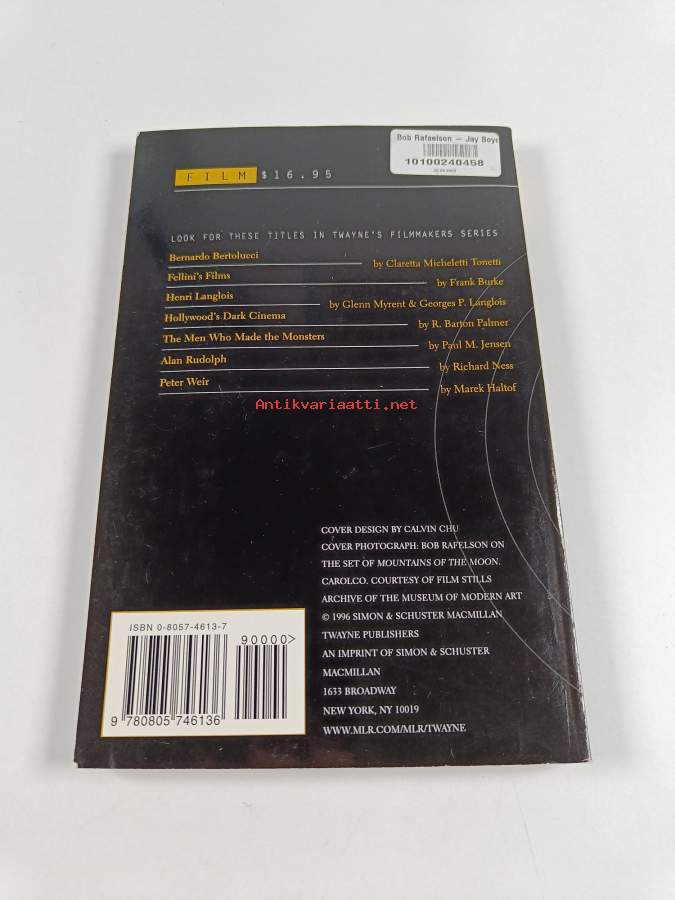 Bob Rafaelson — Jay Boye
10100240458
FILM $16.95
LOOK FOR THESE TITLES IN TWAYNE'S FILMMAKERS SERIES
Bernardo Bertolucci
by Claretta Micheletti Tonetti
Fellini's Films
by Frank Burke
Henri Langlois
by Glenn Myrent & Georges P. Langlois
Hollywood's Dark Cinema
by R. Barton Palmer
The Men Who Made the Monsters
by Paul M. Jensen
Alan Rudolph
by Richard Ness
Peter Weir
by Marek Haltof
Antikvariaatti.net
COVER DESIGN BY CALVIN CHU
COVER PHOTOGRAPH: BOB RAFELSON ON
THE SET OF MOUNTAINS OF THE MOON.
CAROLCO. COURTESY OF FILM STILLS
ARCHIVE OF THE MUSEUM OF MODERN ART
© 1996 SIMON & SCHUSTER MACMILLAN
TWAYNE PUBLISHERS
AN IMPRINT OF SIMON & SCHUSTER
MACMILLAN
1633 BROADWAY
NEW YORK, NY 10019
WWW.MLR.COM/MLR/TWAYNE
ISBN 0-8057-4613-7
90000>
9 780805 746136